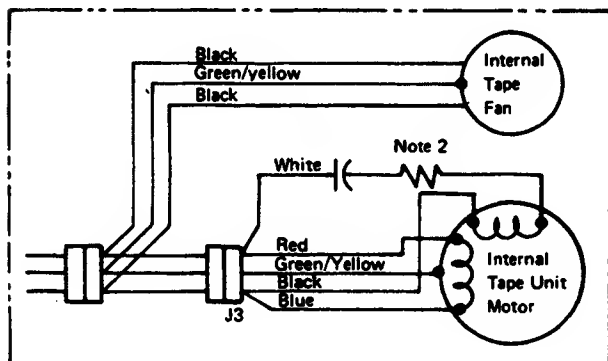 Black
Green/yellow
Black
Internal
Tape
Fan
Note 2
White
Red
Green/Yellow
Black
Blue
J3
Internal
Tape Unit
Motor